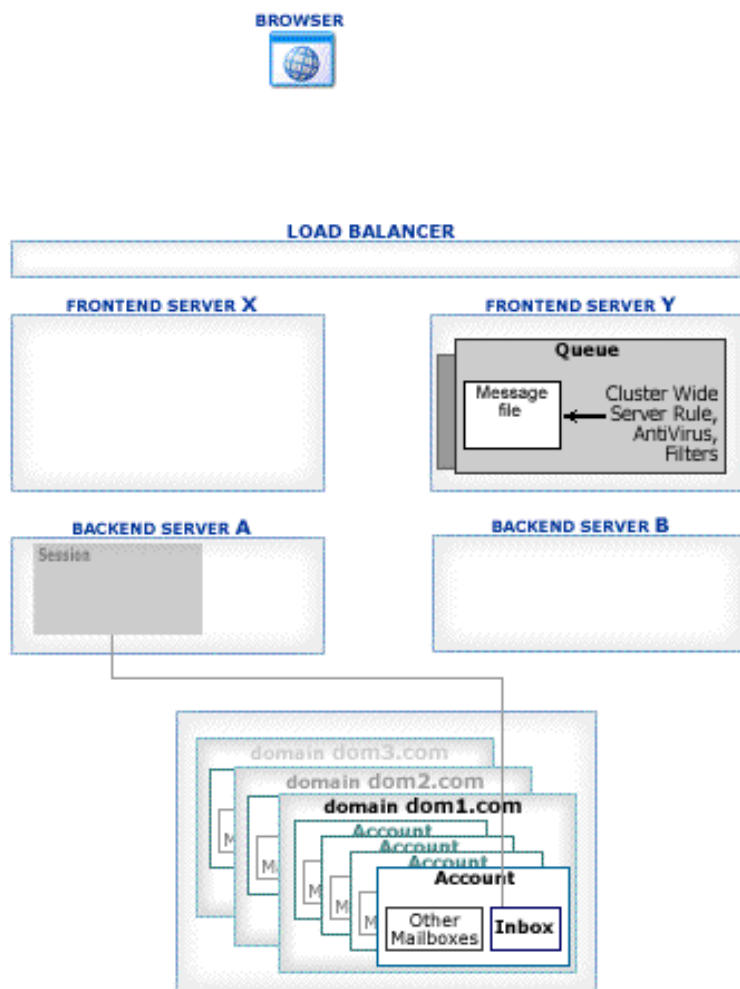 BROWSER
LOAD BALANCER
FRONTEND SERVER X
FRONTEND SERVER Y
Queue
Message
file
Cluster Wide
Server Rule,
AntiVirus,
Filters
BACKEND SERVER A
BACKEND SERVER B
Session
domain dom3.com
domain dom2.com
domain dom1.com
Account
Account
Account
Account
Other
Mailboxes
Inbox